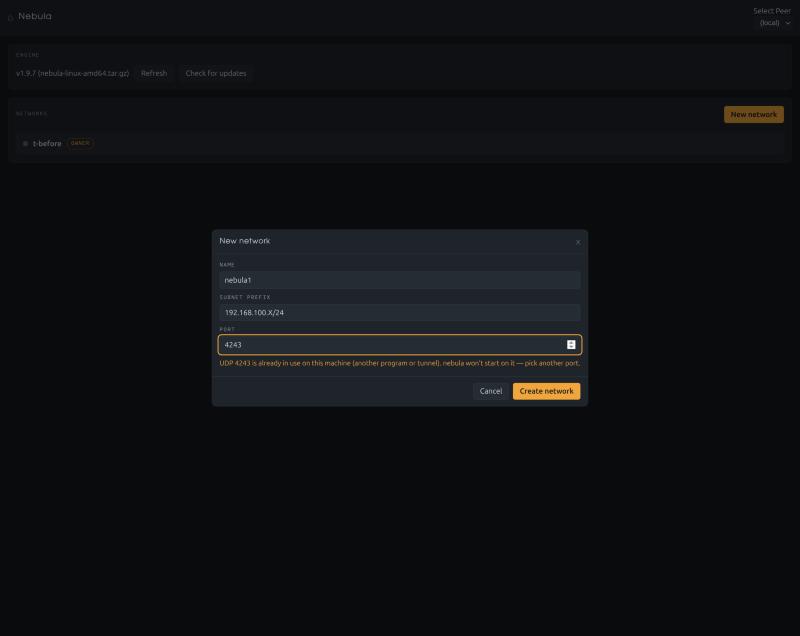 Nebula
Select Peer
(local)
ENGINE
v1.9.7 (nebula-linux-amd64.tar.gz) Refresh Check for updates
NETWORKS
New network
t-before OWNER
New network
x
NAME
nebula1
SUBNET PREFIX
192.168.100.X/24
PORT
4243
UDP 4243 is already in use on this machine (another program or tunnel). nebula won't start on it — pick another port.
Cancel Create network